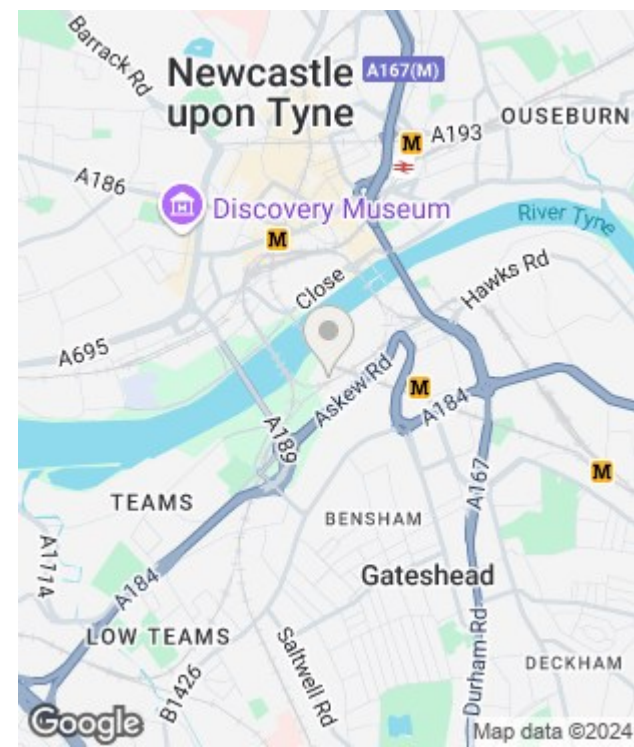 Barrack Rd
Newcastle
upon Tyne
A167(M)
OUSEBURN
M
A193
A186
Discovery Museum
River Tyne
M
Close
Hawks Rd
A695
Askew Rd
M
A184
A189
A167
M
TEAMS
BENSHAM
A1714
A184
Gateshead
LOW TEAMS
Saltwell Rd
Durham Rd
B1426
DECKHAM
Google
Map data ©2024